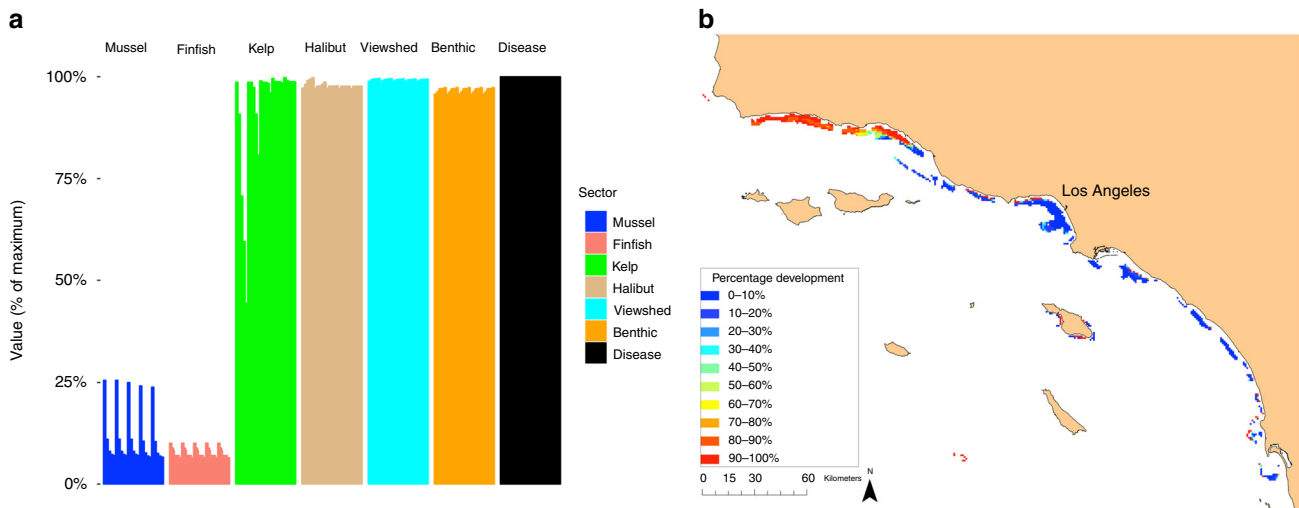 a
Mussel Finfish Kelp Halibut Viewshed Benthic Disease
100%
75%
50%
25%
0%
Value (% of maximum)
Sector
Mussel
Finfish
Kelp
Halibut
Viewshed
Benthic
Disease
b
Los Angeles
Percentage development
0–10%
10–20%
20–30%
30–40%
40–50%
50–60%
60–70%
70–80%
80–90%
90–100%
0 15 30 60 Kilometers
N